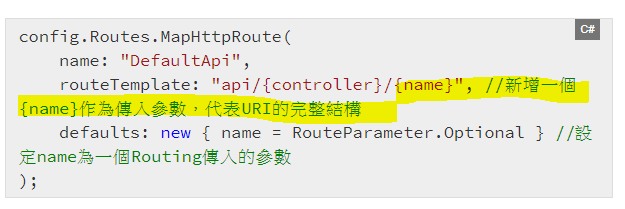 C#
config.Routes.MapHttpRoute(
name: "DefaultApi",
routeTemplate: "api/{controller}/{name}", //新增一個
{name}作為傳入參數，代表URI的完整結構
defaults: new { name = RouteParameter.Optional } //設
定name為一個Routing傳入的參數
);